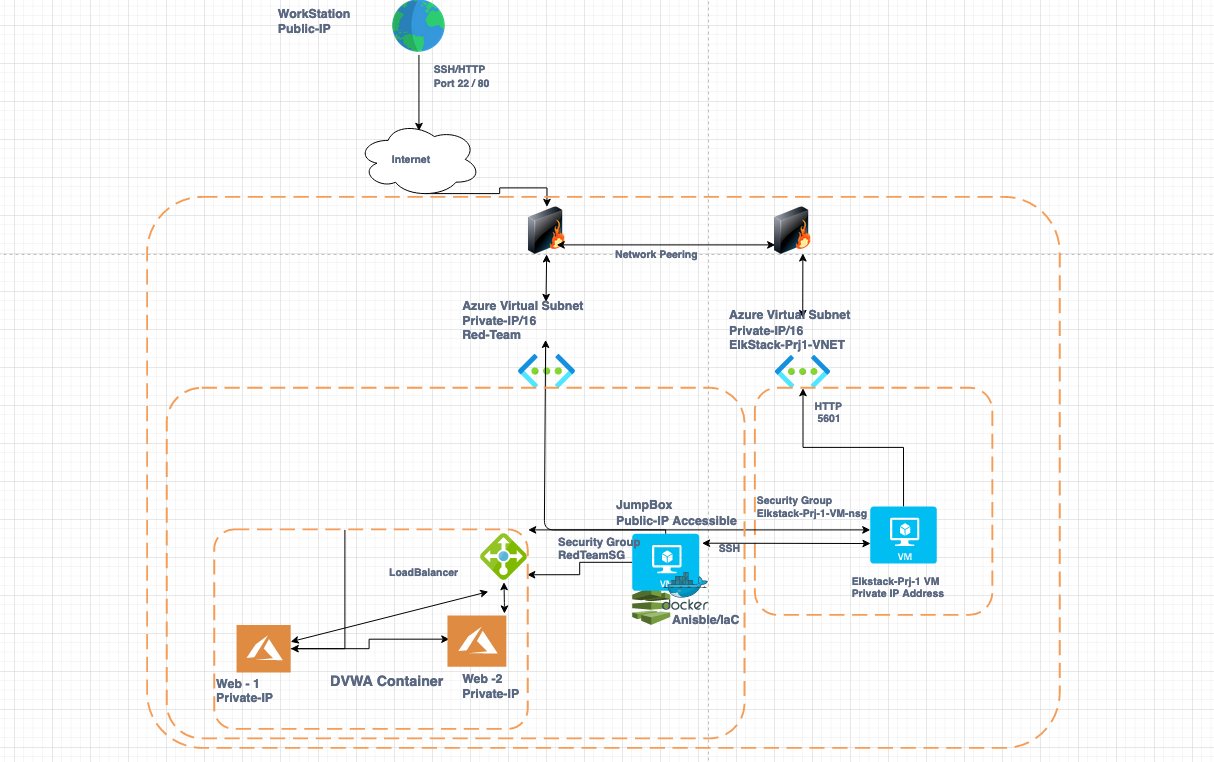 WorkStation
Public-IP
SSH/HTTP
Port 22 / 80
Internet
Network Peering
Azure Virtual Subnet
Private-IP/16
Red-Team
Azure Virtual Subnet
Private-IP/16
ElkStack-Prj1-VNET
HTTP
5601
JumpBox
Public-IP Accessible
Security Group
Elkstack-Prj-1-VM-nsg
Security Group
RedTeamSG
SSH
VM
VM
LoadBalancer
Elkstack-Prj-1 VM
Private IP Address
docker
Anisble/IaC
Web - 1
Private-IP
DVWA Container
Web -2
Private-IP